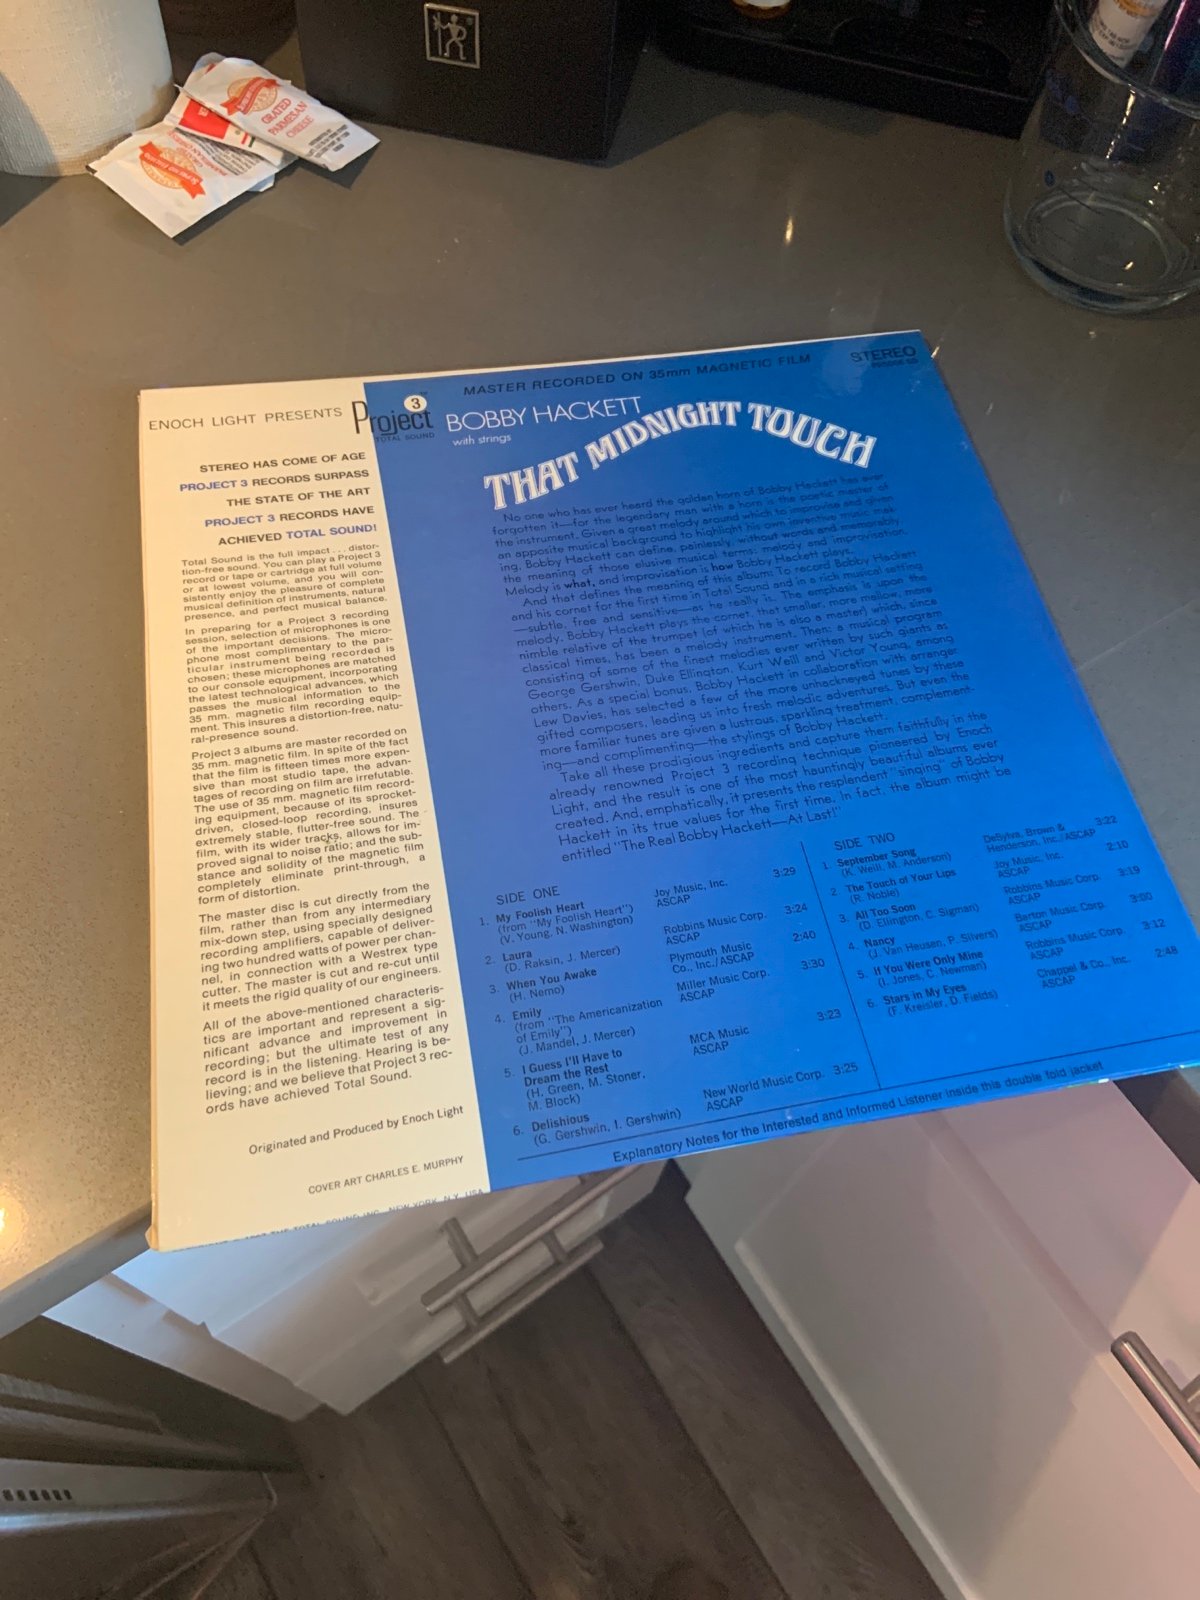 GRATED
PARMESAN
CHEESE
ENOCH LIGHT PRESENTS
Project 3
TOTAL SOUND
MASTER RECORDED ON 35mm MAGNETIC FILM
STEREO
BOBBY HACKETT
with strings
THAT MIDNIGHT TOUCH
STEREO HAS COME OF AGE
PROJECT 3 RECORDS SURPASS
THE STATE OF THE ART
PROJECT 3 RECORDS HAVE
ACHIEVED TOTAL SOUND!
Total Sound is the full impact . . . distor-
tion-free sound. You can play a Project 3
record or tape or cartridge at full volume
or at lowest volume, and you will con-
sistently enjoy the pleasure of complete
musical definition of instruments, natural
presence, and perfect musical balance.
In preparing for a Project 3 recording
session, selection of microphones is one
of the important decisions. The micro-
phone most complimentary to the par-
ticular instrument being recorded is
chosen; these microphones are matched
to our console equipment, incorporating
the latest technological advances, which
passes the musical information to the
35 mm. magnetic film recording equip-
ment. This insures a distortion-free, natu-
ral-presence sound.
Project 3 albums are master recorded on
35 mm. magnetic film. In spite of the fact
that the film is fifteen times more expen-
sive than most studio tape, the advan-
tages of recording on film are irrefutable.
The use of 35 mm. magnetic film record-
ing equipment, because of its sprocket-
driven, closed-loop recording, insures
extremely stable, flutter-free sound. The
film, with its wider tracks, allows for im-
proved signal to noise ratio; and the sub-
stance and solidity of the magnetic film
completely eliminate print-through, a
form of distortion.
The master disc is cut directly from the
film, rather than from any intermediary
mix-down step, using specially designed
recording amplifiers, capable of deliver-
ing two hundred watts of power per chan-
nel, in connection with a Westrex type
cutter. The master is cut and re-cut until
it meets the rigid quality of our engineers.
All of the above-mentioned characteris-
tics are important and represent a sig-
nificant advance and improvement in
recording; but the ultimate test of any
record is in the listening. Hearing is be-
lieving; and we believe that Project 3 rec-
ords have achieved Total Sound.
Originated and Produced by Enoch Light
COVER ART CHARLES E. MURPHY
THE TOTAL SOUND INC. NEW YORK, N.Y. USA
No one who has ever heard the golden horn of Bobby Hackett has ever
forgotten it—for the legendary man with a horn is the poetic master of
the instrument. Given a great melody around which to improvise and given
an apposite musical background to highlight his own inventive music mak-
ing, Bobby Hackett can define, painlessly, without words and memorably,
the meaning of those elusive musical terms: melody and improvisation.
Melody is what, and improvisation is how Bobby Hackett plays.
And that defines the meaning of this album: To record Bobby Hackett
and his cornet for the first time in Total Sound and in a rich musical setting
—subtle, free and sensitive—as he really is. The emphasis is upon the
melody. Bobby Hackett plays the cornet, that smaller, more mellow, more
nimble relative of the trumpet (of which he is also a master) which, since
classical times, has been a melody instrument. Then: a musical program
consisting of some of the finest melodies ever written by such giants as
George Gershwin, Duke Ellington, Kurt Weill and Victor Young, among
others. As a special bonus, Bobby Hackett in collaboration with arranger
Lew Davies, has selected a few of the more unhackneyed tunes by these
gifted composers, leading us into fresh melodic adventures. But even the
more familiar tunes are given a lustrous, sparkling treatment, complement-
ing—and complimenting—the stylings of Bobby Hackett.
Take all these prodigious ingredients and capture them faithfully in the
already renowned Project 3 recording technique pioneered by Enoch
Light, and the result is one of the most hauntingly beautiful albums ever
created. And, emphatically, it presents the resplendent "singing" of Bobby
Hackett in its true values for the first time. In fact, the album might be
entitled "The Real Bobby Hackett—At Last!"
SIDE ONE
1. My Foolish Heart Joy Music, Inc. 3:29
(from "My Foolish Heart") ASCAP
(V. Young, N. Washington)
2. Laura Robbins Music Corp. 3:24
(D. Raksin, J. Mercer) ASCAP
3. When You Awake Plymouth Music 2:40
(H. Nemo) Co., Inc./ASCAP
4. Emily Miller Music Corp. 3:30
(from "The Americanization ASCAP
of Emily")
(J. Mandel, J. Mercer)
5. I Guess I'll Have to MCA Music 3:23
Dream the Rest ASCAP
(H. Green, M. Stoner,
M. Block)
6. Delishious New World Music Corp. 3:25
(G. Gershwin, I. Gershwin) ASCAP
SIDE TWO
1. September Song DeSylva, Brown & 3:22
(K. Weill, M. Anderson) Henderson, Inc./ASCAP
2. The Touch of Your Lips Joy Music, Inc. 2:10
(R. Noble) ASCAP
3. All Too Soon Robbins Music Corp. 3:19
(D. Ellington, C. Sigman) ASCAP
4. Nancy Barton Music Corp. 3:00
(J. Van Heusen, P. Silvers) ASCAP
5. If You Were Only Mine Robbins Music Corp. 3:12
(I. Jones, C. Newman) ASCAP
6. Stars in My Eyes Chappel & Co., Inc. 2:48
(F. Kreisler, D. Fields) ASCAP
Explanatory Notes for the Interested and Informed Listener inside this double fold jacket